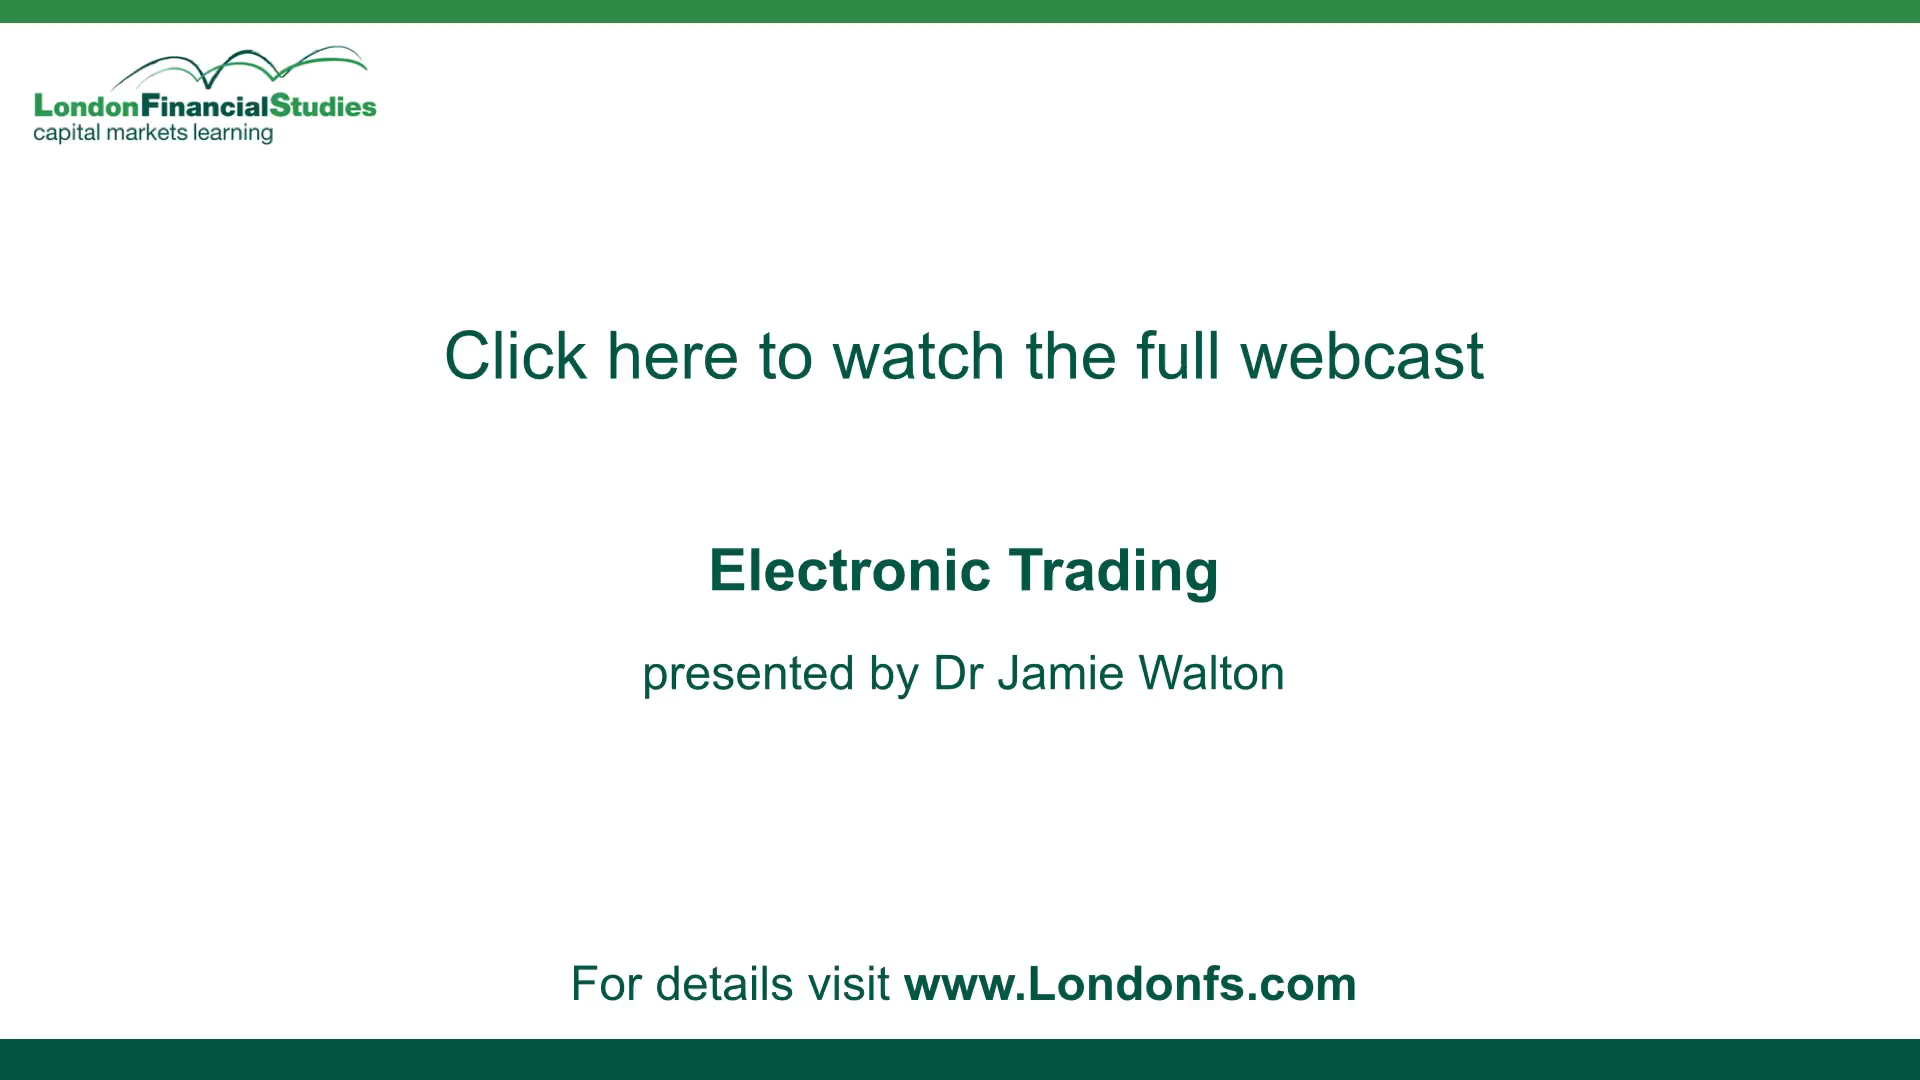 LondonFinancialStudies
capital markets learning
Click here to watch the full webcast
Electronic Trading
presented by Dr Jamie Walton
For details visit www.Londonfs.com